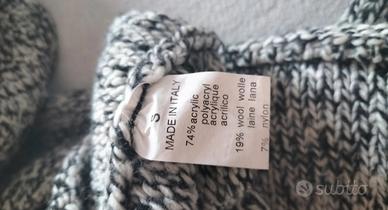 S
MADE IN ITALY
74% acrylic
polyacryl
acrylique
acrilico
19% wool wolle
laine lana
7% nylon
subito